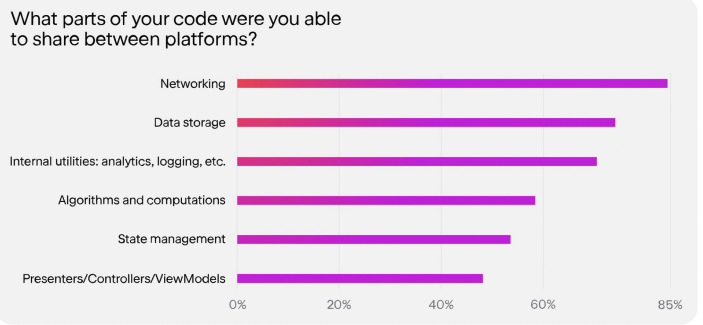 What parts of your code were you able
to share between platforms?
Networking
Data storage
Internal utilities: analytics, logging, etc.
Algorithms and computations
State management
Presenters/Controllers/ViewModels
0% 20% 40% 60% 85%